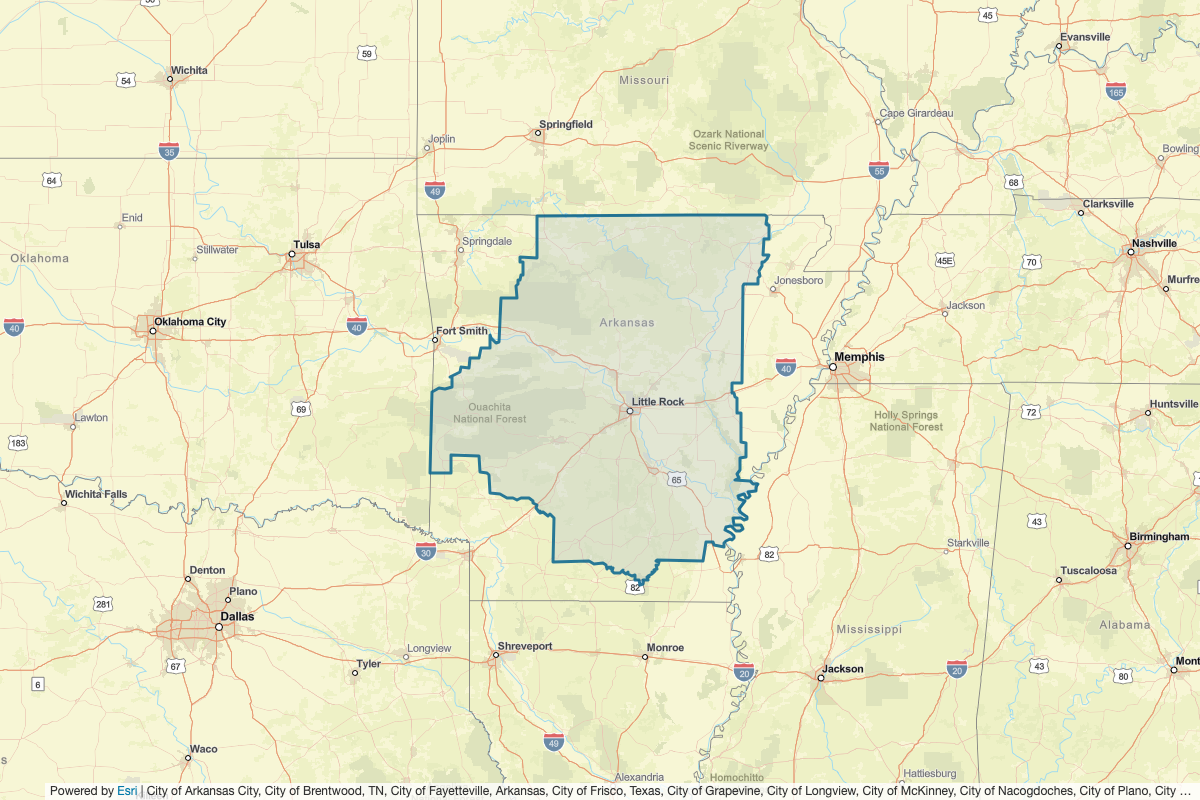 45
Evansville
59
Wichita
54
Missouri
165
Cape Girardeau
Springfield
Ozark National
Scenic Riverway
Joplin
35
Bowling
55
64
49
68
Clarksville
Enid
Springdale
Tulsa
Stillwater
Nashville
Oklahoma
45E
70
Jonesboro
Murfre
Jackson
Oklahoma City
Arkansas
40
40
Fort Smith
Memphis
40
Little Rock
Huntsville
Ouachita
National Forest
69
72
Holly Springs
National Forest
Lawton
183
65
Wichita Falls
43
Birmingham
Starkville
30
82
Denton
Tuscaloosa
82
Plano
281
Dallas
Mississippi
Alabama
Shreveport
Monroe
Longview
67
Tyler
20
Jackson
20
43
80
Mont
6
49
Waco
s
Alexandria
Homochitto
Hattiesburg
Powered by Esri | City of Arkansas City, City of Brentwood, TN, City of Fayetteville, Arkansas, City of Frisco, Texas, City of Grapevine, City of Longview, City of McKinney, City of Nacogdoches, City of Plano, City ...